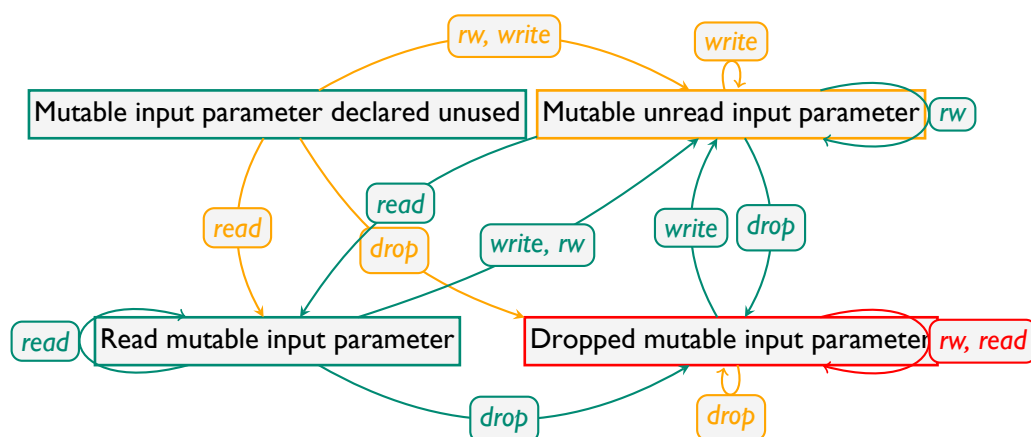 rw, write
write
Mutable input prameter declared unused
Mutable unread input parameter
rw
read
read
drop
write, rw
write
drop
read
Read mutable input parameter
Dropped mutable input parameter
rw, read
drop
drop